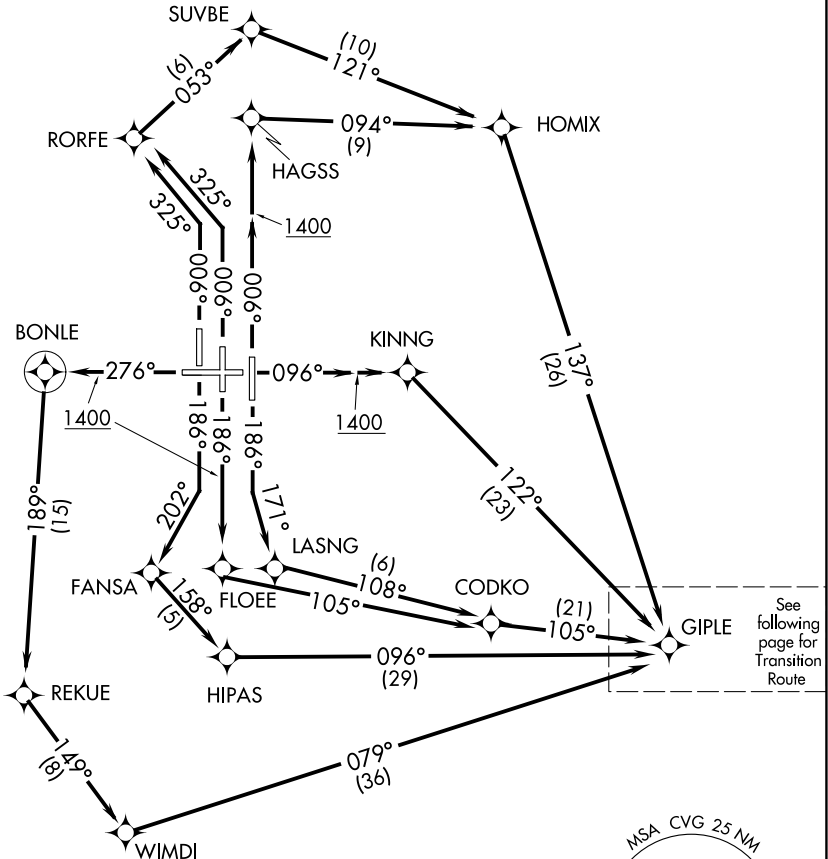 SUVBE
(10)
121°
(6)
053°
RORFE
HAGSS
094°
(9)
HOMIX
325°
325°
1400
006°
006°
006°
BONLE
276°
1400
096°
1400
KINNG
137°
(26)
186°
186°
186°
122°
(23)
189°
(15)
202°
171°
LASNG
(6)
108°
FANSA
158°
(5)
FLOEE
105°
CODKO
(21)
105°
GIPLE
See
following
page for
Transition
Route
HIPAS
096°
(29)
REKUE
149°
(8)
079°
(36)
WIMDI
MSA CVG 25 NM